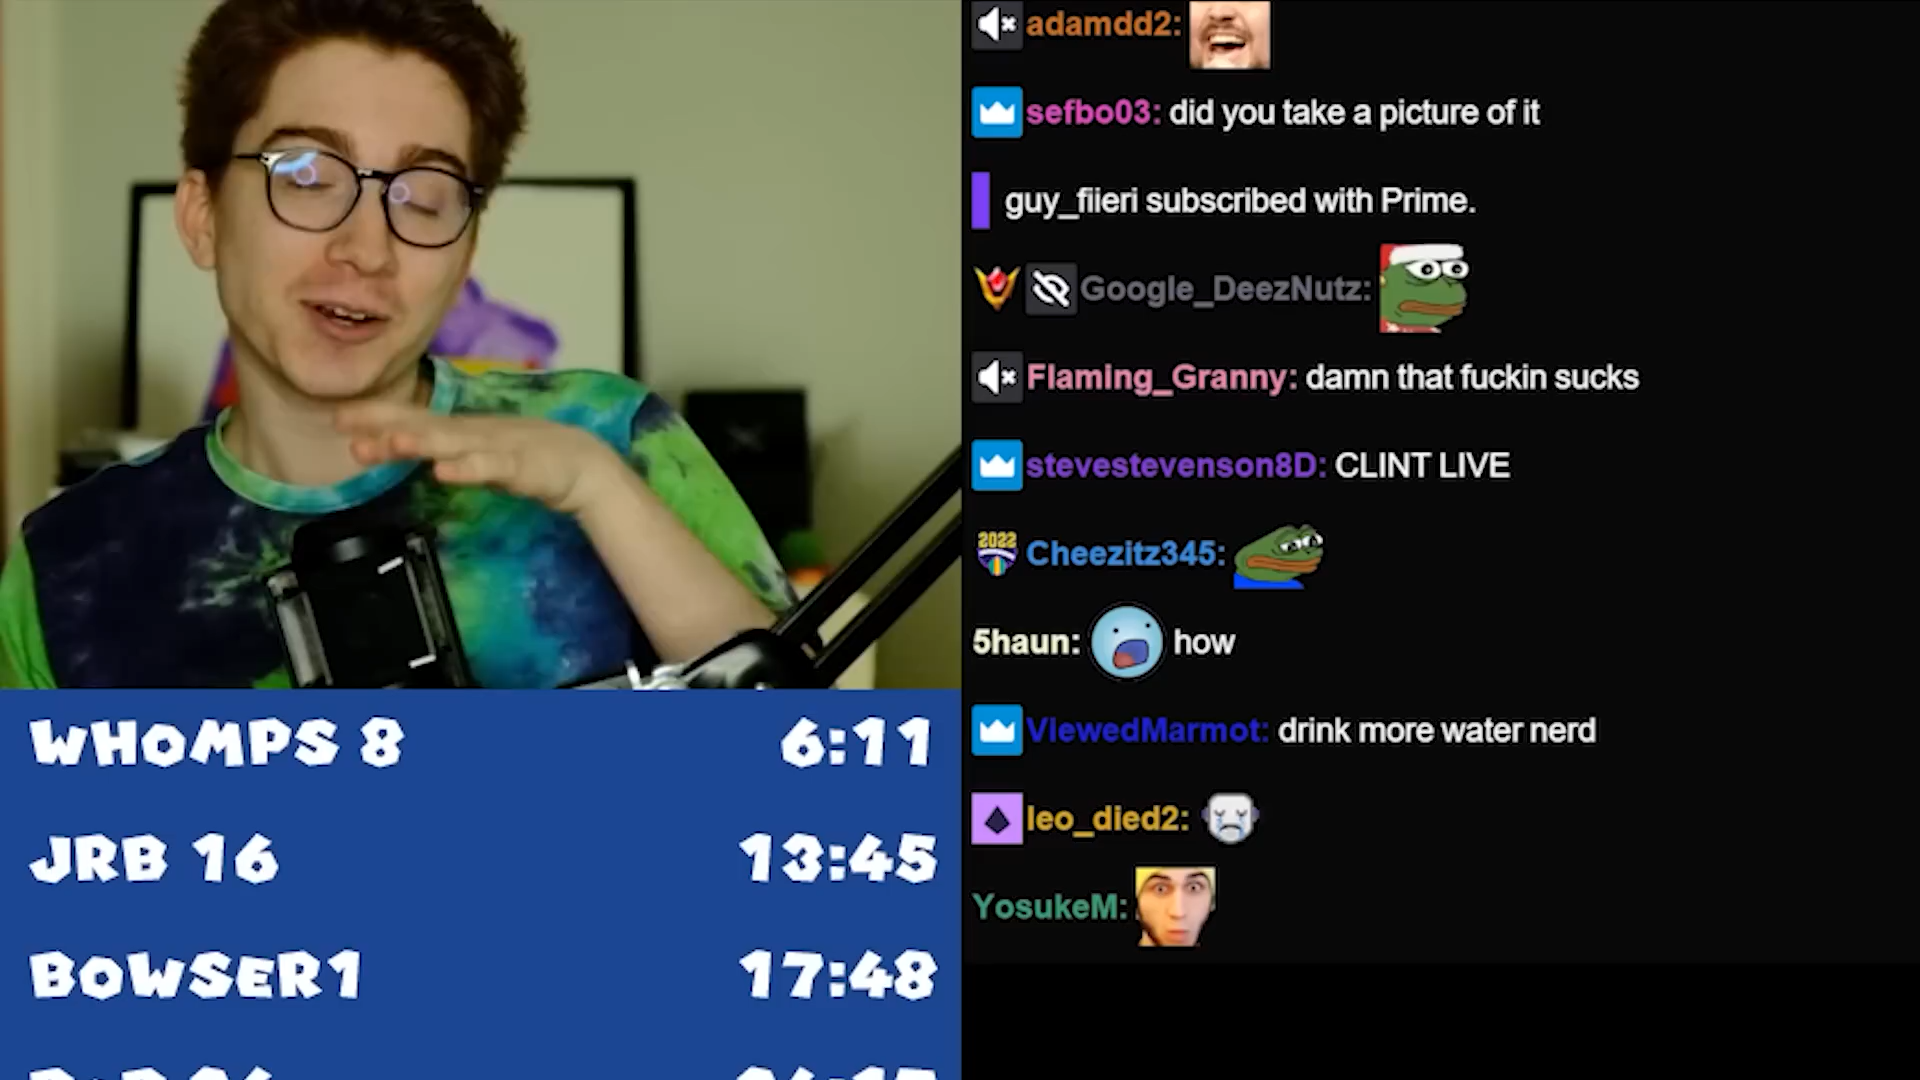 adamdd2:
sefbo03: did you take a picture of it
guy_fiieri subscribed with Prime.
Google_DeezNutz:
Flaming_Granny: damn that fuckin sucks
stevestevenson8D: CLINT LIVE
2022 Cheezitz345:
5haun: how
ViewedMarmot: drink more water nerd
leo_died2:
YosukeM:
WHOMPS 8 6:11
JRB 16 13:45
BOWSER1 17:48